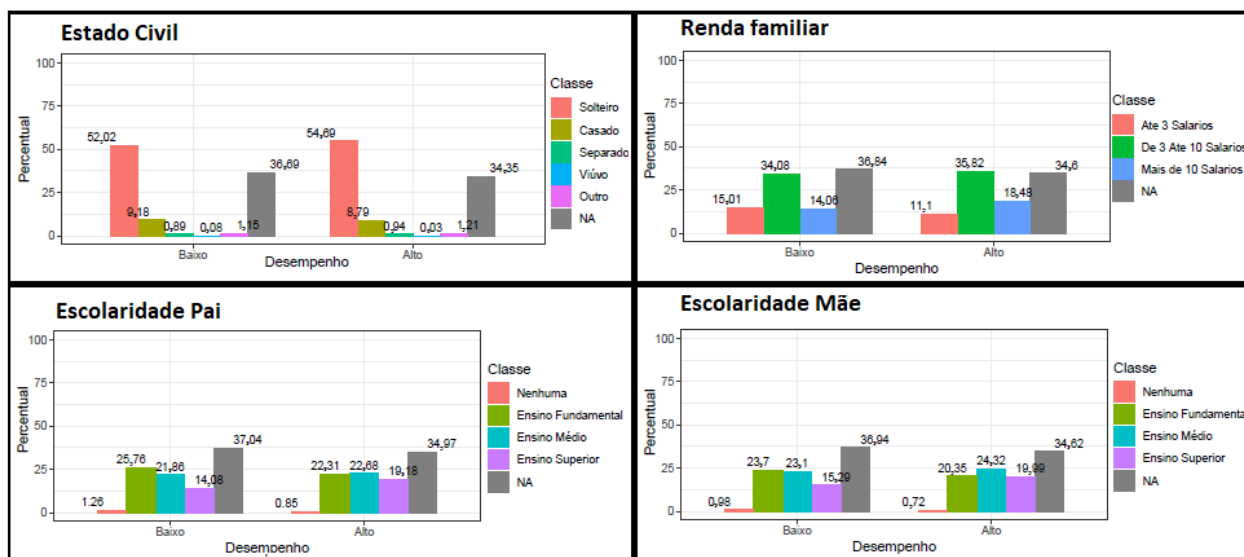 Estado Civil
100
75
50
25
0
Percentual
52,02
9,18
0,89
0,08
1,15
36,69
54,69
8,79
0,94
0,03
1,21
34,35
Baixo
Alto
Desempenho
Classe
Solteiro
Casado
Separado
Viúvo
Outro
NA
Renda familiar
100
75
50
25
0
Percentual
15,01
34,08
14,06
36,84
11,1
35,82
18,48
34,6
Baixo
Alto
Desempenho
Classe
Ate 3 Salarios
De 3 Ate 10 Salarios
Mais de 10 Salarios
NA
Escolaridade Pai
100
75
50
25
0
Percentual
1.26
25,76
21,86
14,08
37,04
0.85
22,31
22,68
19,18
34,97
Baixo
Alto
Desempenho
Classe
Nenhuma
Ensino Fundamental
Ensino Médio
Ensino Superior
NA
Escolaridade Mãe
100
75
50
25
0
Percentual
0,98
23,7
23,1
15,29
36,94
0,72
20,35
24,32
19,99
34,62
Baixo
Alto
Desempenho
Classe
Nenhuma
Ensino Fundamenta
Ensino Médio
Ensino Superior
NA